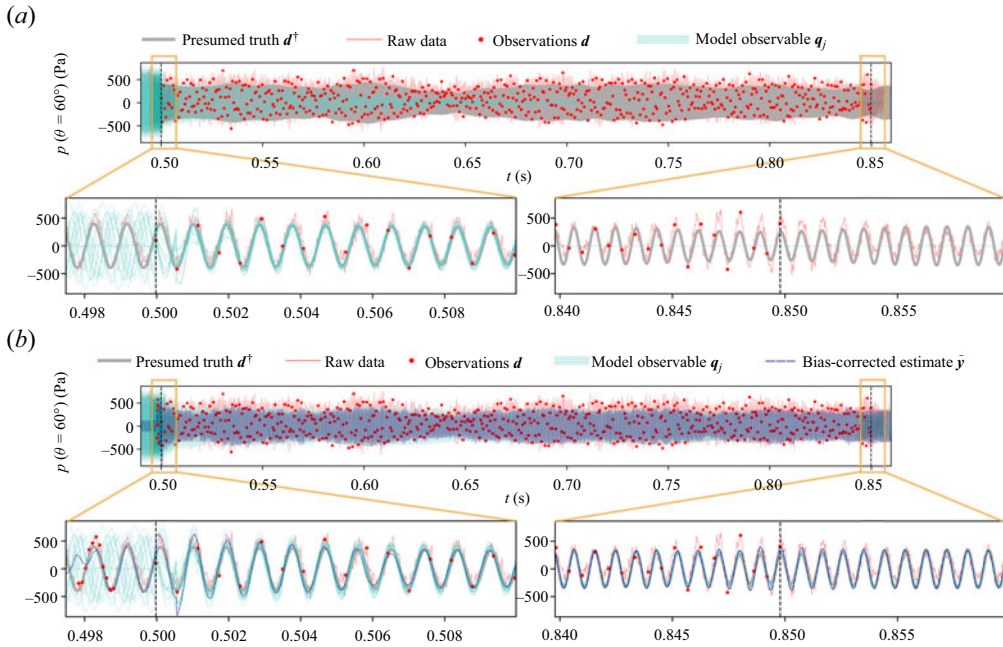 (a)
Presumed truth d† Raw data Observations d Model observable qⱼ
p (θ = 60°) (Pa)
500
0
−500
0.50 0.55 0.60 0.65 0.70 0.75 0.80 0.85
t (s)
500
0
−500
500
0
−500
0.498 0.500 0.502 0.504 0.506 0.508
0.840 0.845 0.850 0.855
(b)
Presumed truth d† Raw data Observations d Model observable qⱼ Bias-corrected estimate ȳ
p (θ = 60°) (Pa)
500
0
−500
0.50 0.55 0.60 0.65 0.70 0.75 0.80 0.85
t (s)
500
0
−500
500
0
−500
0.498 0.500 0.502 0.504 0.506 0.508
0.840 0.845 0.850 0.855